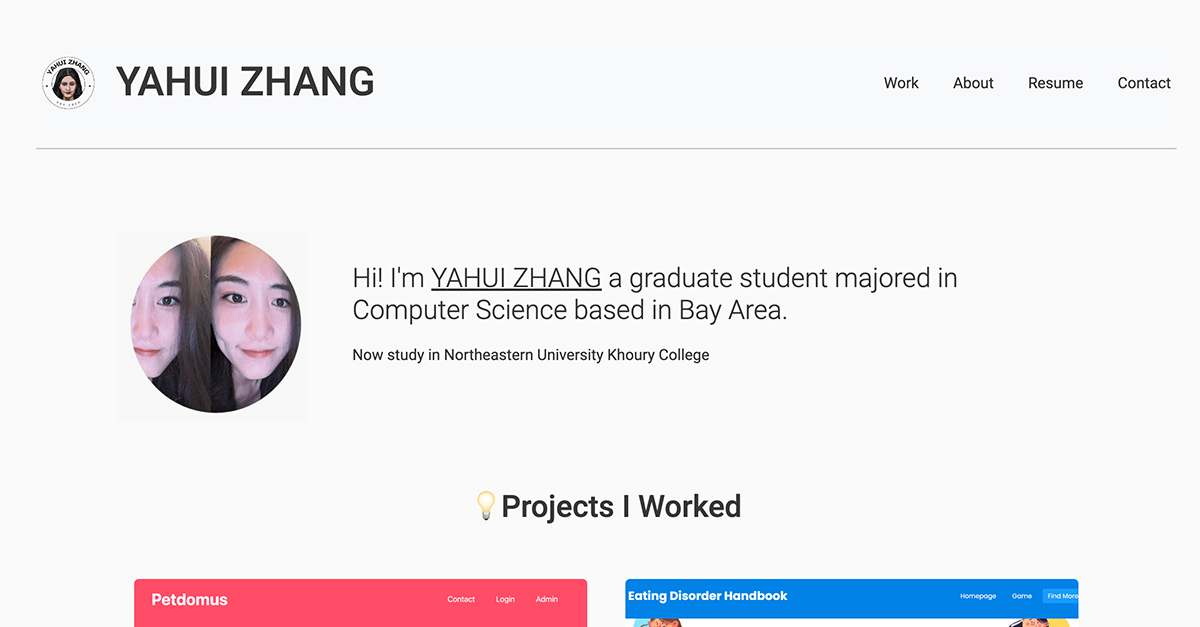 YAHUI ZHANG
YAHUI ZHANG
BAY AREA
Work
About
Resume
Contact
Hi! I'm YAHUI ZHANG a graduate student majored in
Computer Science based in Bay Area.
Now study in Northeastern University Khoury College
💡Projects I Worked
Petdomus
Contact
Login
Admin
Eating Disorder Handbook
Homepage
Game
Find More